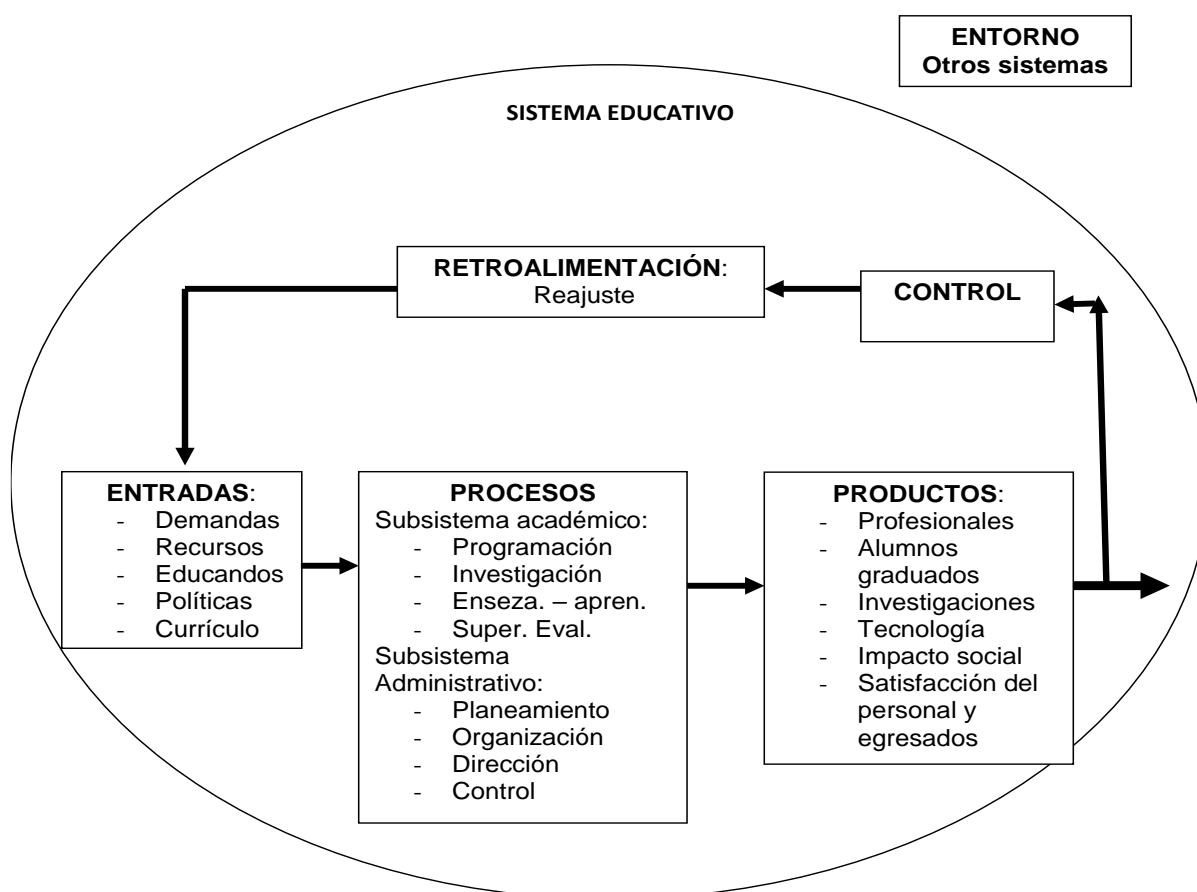 ENTORNO
Otros sistemas
SISTEMA EDUCATIVO
RETROALIMENTACIÓN:
Reajuste
CONTROL
ENTRADAS:
- Demandas
- Recursos
- Educandos
- Políticas
- Currículo
PROCESOS
Subsistema académico:
- Programación
- Investigación
- Enseza. – apren.
- Super. Eval.
Subsistema
Administrativo:
- Planeamiento
- Organización
- Dirección
- Control
PRODUCTOS:
- Profesionales
- Alumnos
graduados
- Investigaciones
- Tecnología
- Impacto social
- Satisfacción del
personal y
egresados